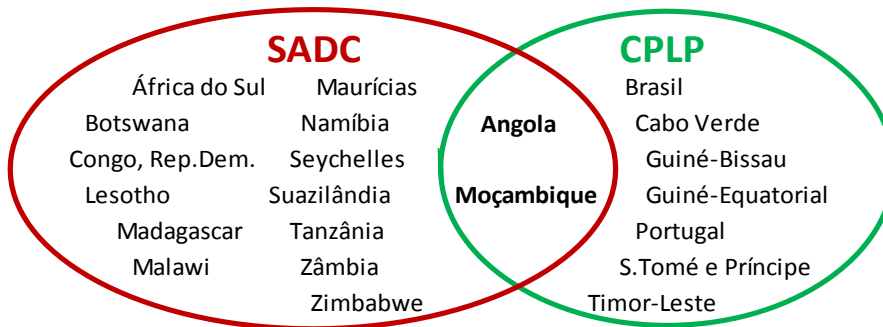 SADC CPLP
África do Sul Maurícias Brasil
Botswana Namíbia Angola Cabo Verde
Congo, Rep.Dem. Seychelles Guiné-Bissau
Lesotho Suazilândia Moçambique Guiné-Equatorial
Madagascar Tanzânia Portugal
Malawi Zâmbia S.Tomé e Príncipe
Zimbabwe Timor-Leste